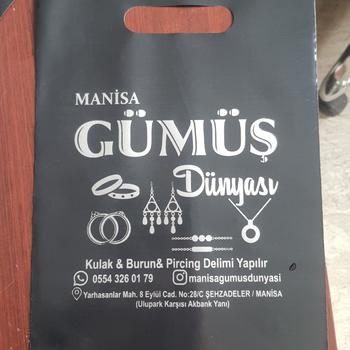 MANİSA
GÜMÜŞ
Dünyası
Kulak & Burun& Pircing Delimi Yapılır
0554 326 01 79 manisagumusdunyasi
Yarhasanlar Mah. 8 Eylül Cad. No:28/C ŞEHZADELER / MANİSA
(Ulupark Karşısı Akbank Yanı)